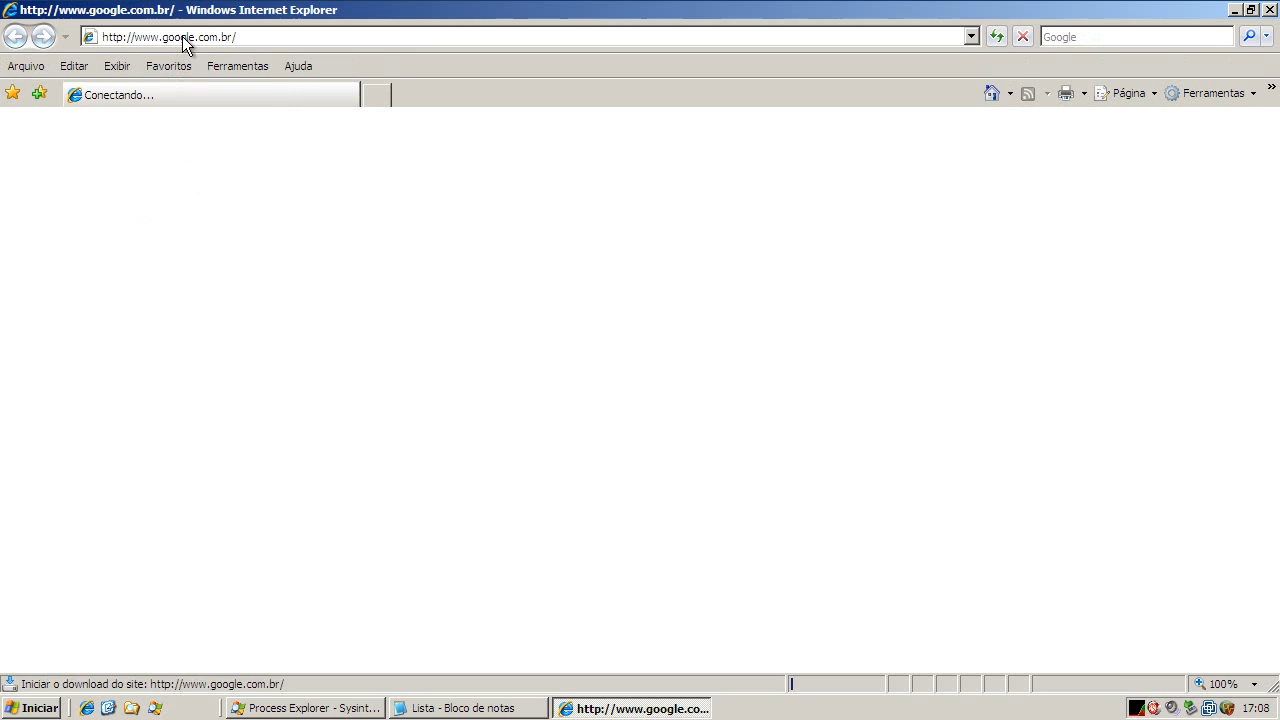 http://www.google.com.br/ - Windows Internet Explorer
http://www.google.com.br/
Google
Arquivo Editar Exibir Favoritos Ferramentas Ajuda
Conectando...
Página Ferramentas
Iniciar o download do site: http://www.google.com.br/
100%
Iniciar
Process Explorer - Sysint...
Lista - Bloco de notas
http://www.google.co...
17:08